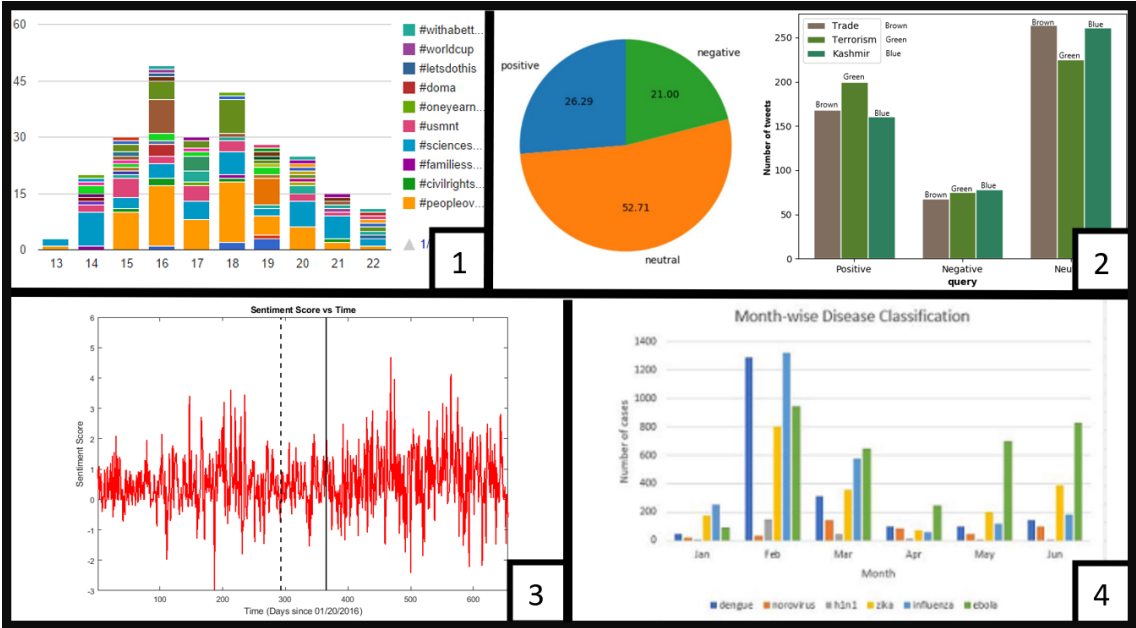 60
45
30
15
0
13 14 15 16 17 18 19 20 21 22
#withabett...
#worldcup
#letsdothis
#doma
#oneyearn...
#usmnt
#sciences...
#familiess...
#civilrights...
#peopleov...
1/
1
positive
negative
neutral
26.29
21.00
52.71
Number of tweets
250
200
150
100
50
0
Trade Brown
Terrorism Green
Kashmir Blue
Brown Green Blue
Brown Green Blue
Brown Green Blue
Positive Negative Neu
query
2
Sentiment Score vs Time
Sentiment Score
6
5
4
3
2
1
0
-1
-2
-3
100 200 300 400 500 600
Time (Days since 01/20/2016)
3
Month-wise Disease Classification
Number of cases
1400
1200
1000
800
600
400
200
0
Jan Feb Mar Apr May Jun
Month
dengue norovirus h1n1 zika influenza ebola
4